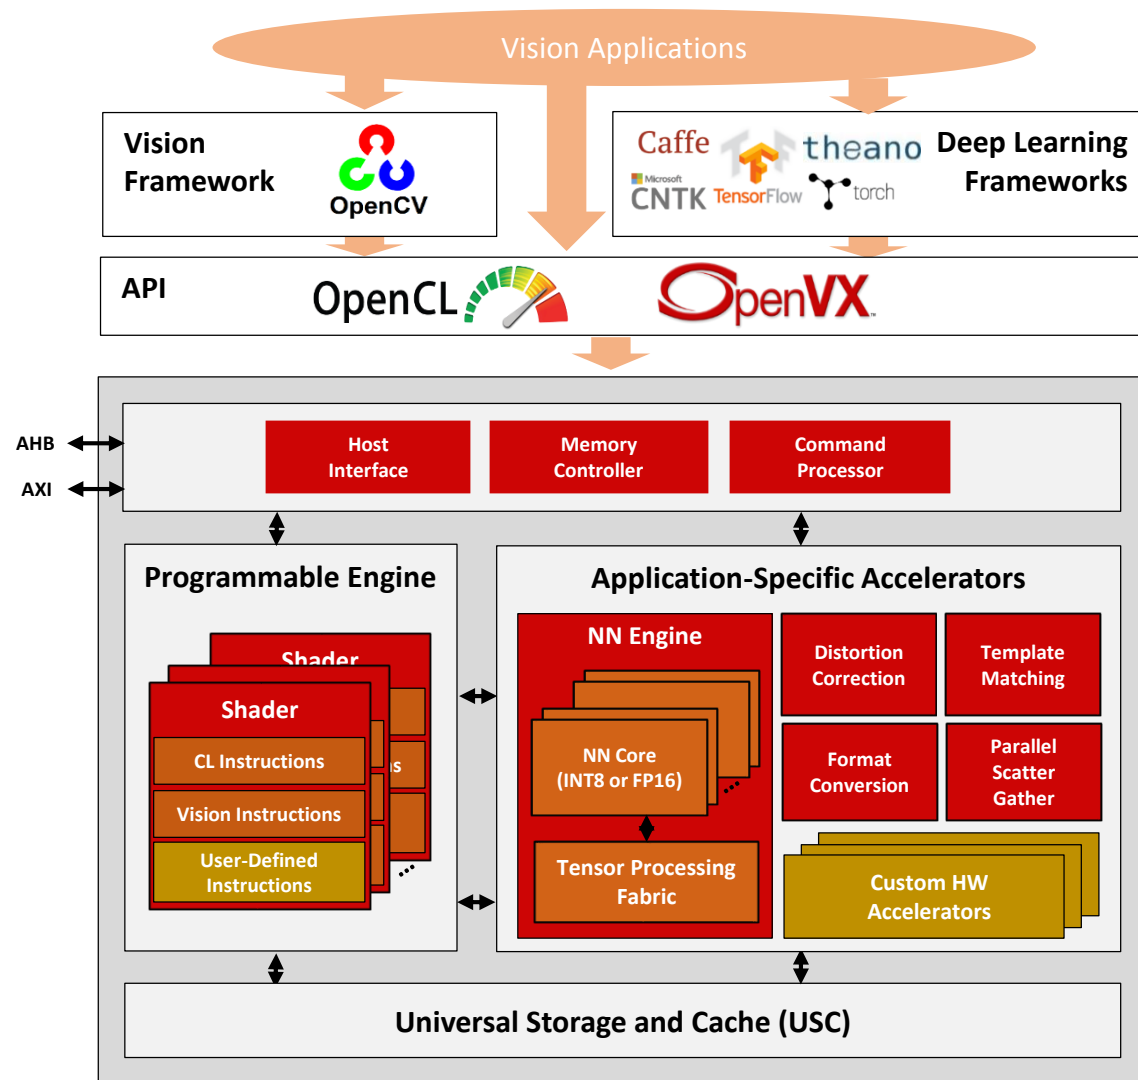 Vision Applications
Vision
Framework
OpenCV
Caffe
theano
Microsoft
CNTK
TensorFlow
torch
Deep Learning
Frameworks
API
OpenCL
OpenVX™
AHB
AXI
Host
Interface
Memory
Controller
Command
Processor
Programmable Engine
Shader
Shader
CL Instructions
Vision Instructions
User-Defined
Instructions
Application-Specific Accelerators
NN Engine
NN Core
(INT8 or FP16)
Tensor Processing
Fabric
Distortion
Correction
Template
Matching
Format
Conversion
Parallel
Scatter
Gather
Custom HW
Accelerators
Universal Storage and Cache (USC)